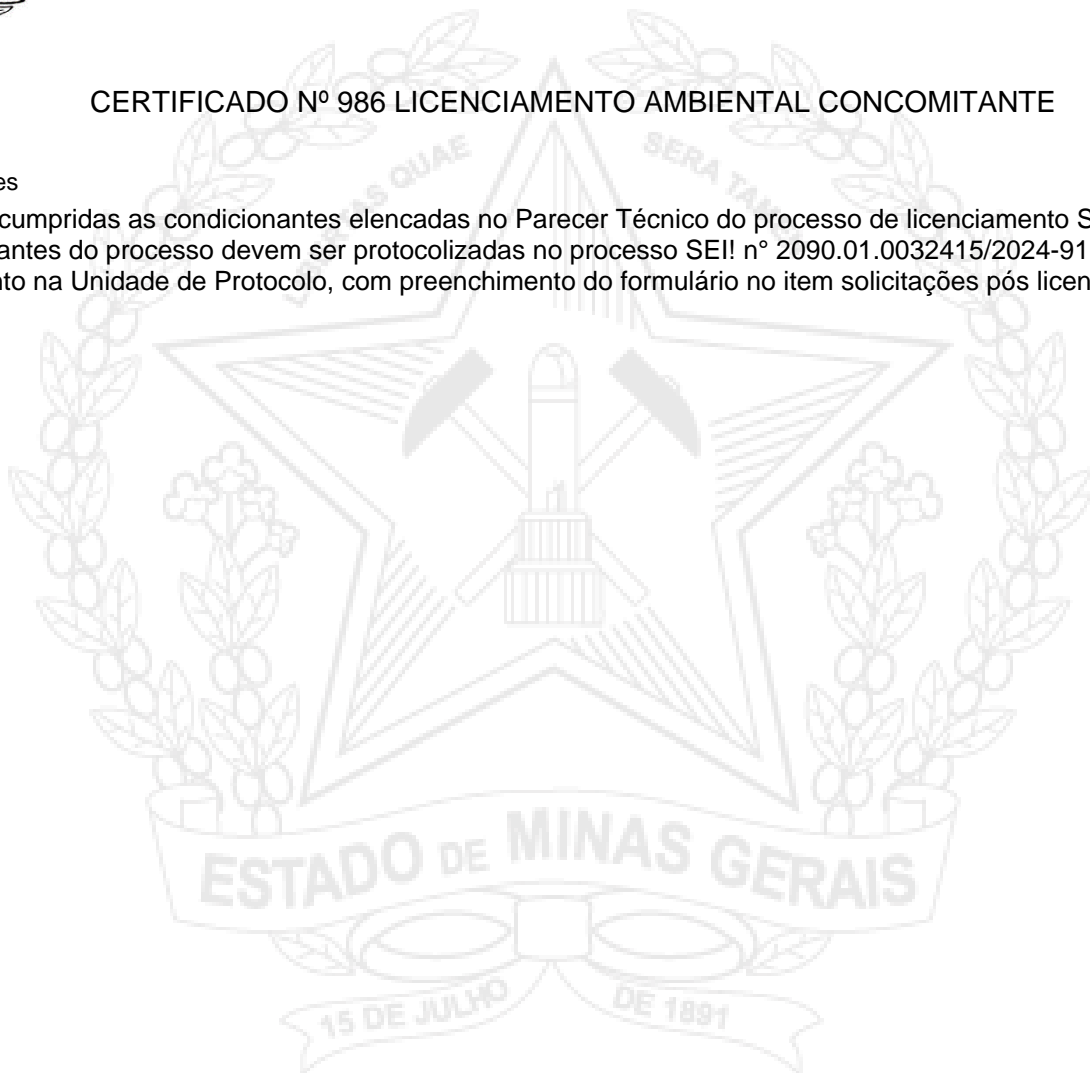 CERTIFICADO Nº 986 LICENCIAMENTO AMBIENTAL CONCOMITANTE
es
cumpridas as condicionantes elencadas no Parecer Técnico do processo de licenciamento S
antes do processo devem ser protocolizadas no processo SEI! n° 2090.01.0032415/2024-91
nto na Unidade de Protocolo, com preenchimento do formulário no item solicitações pós licen
QUAE
SERA
ESTADO DE MINAS GERAIS
15 DE JULHO DE 1891